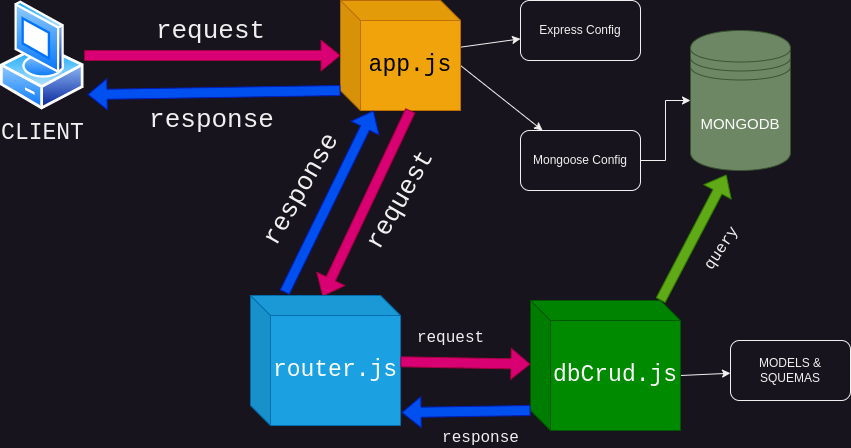 request
app.js
Express Config
response
CLIENT
MONGODB
Mongoose Config
response
request
query
router.js
request
dbCrud.js
MODELS &
SQUEMAS
response